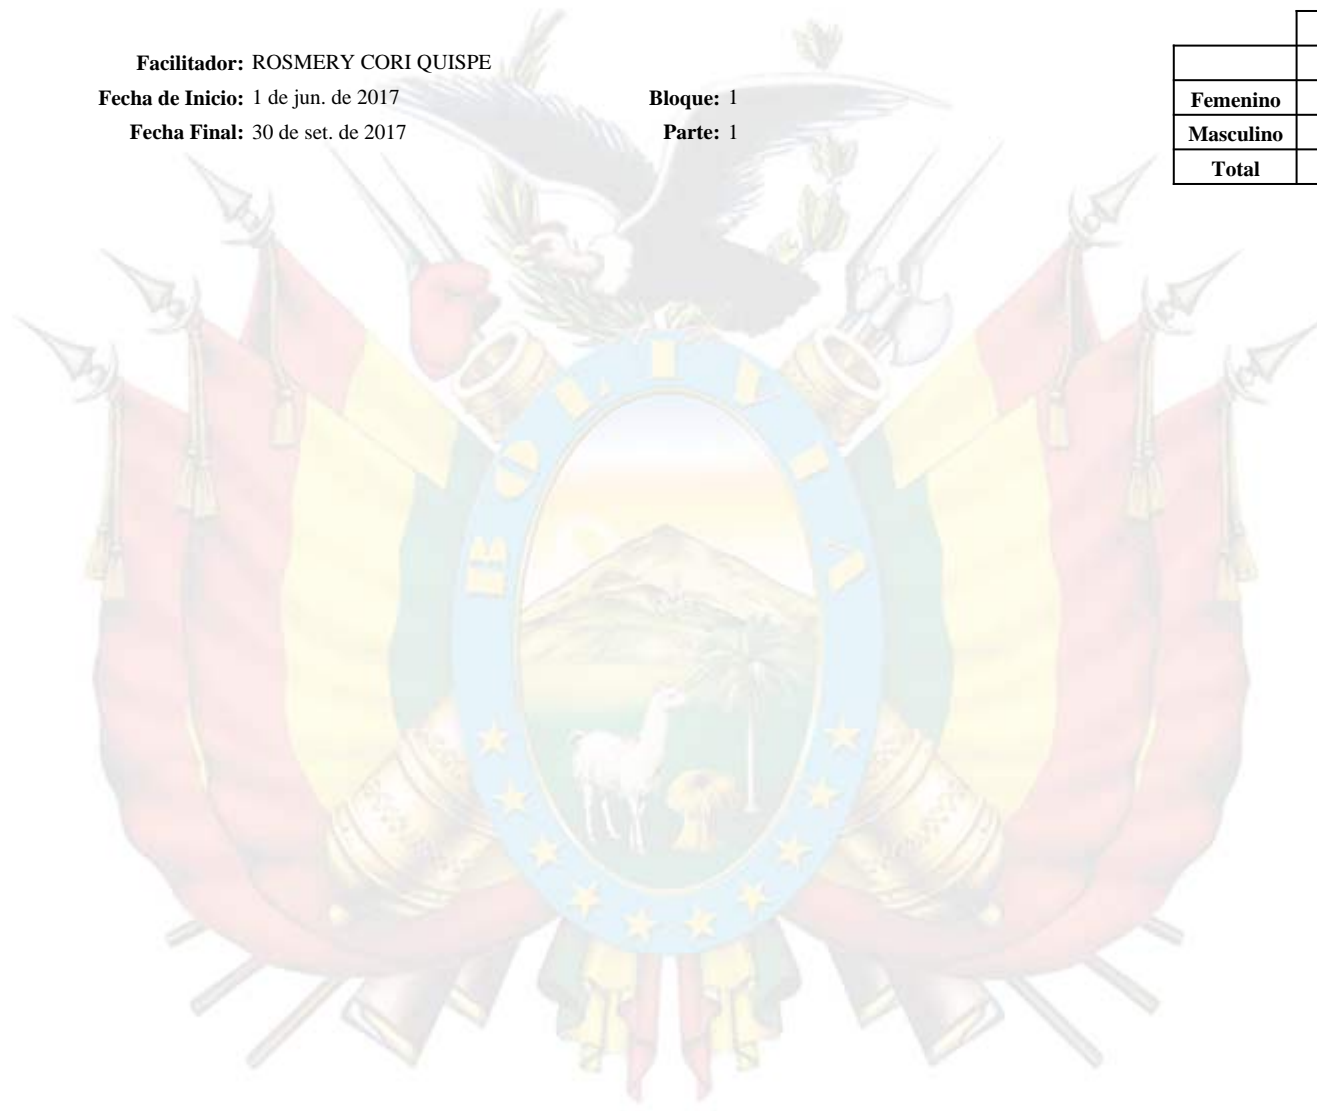 Facilitador: ROSMERY CORI QUISPE
Fecha de Inicio: 1 de jun. de 2017
Bloque: 1
Fecha Final: 30 de set. de 2017
Parte: 1
Femenino
Masculino
Total
BOLIVIA